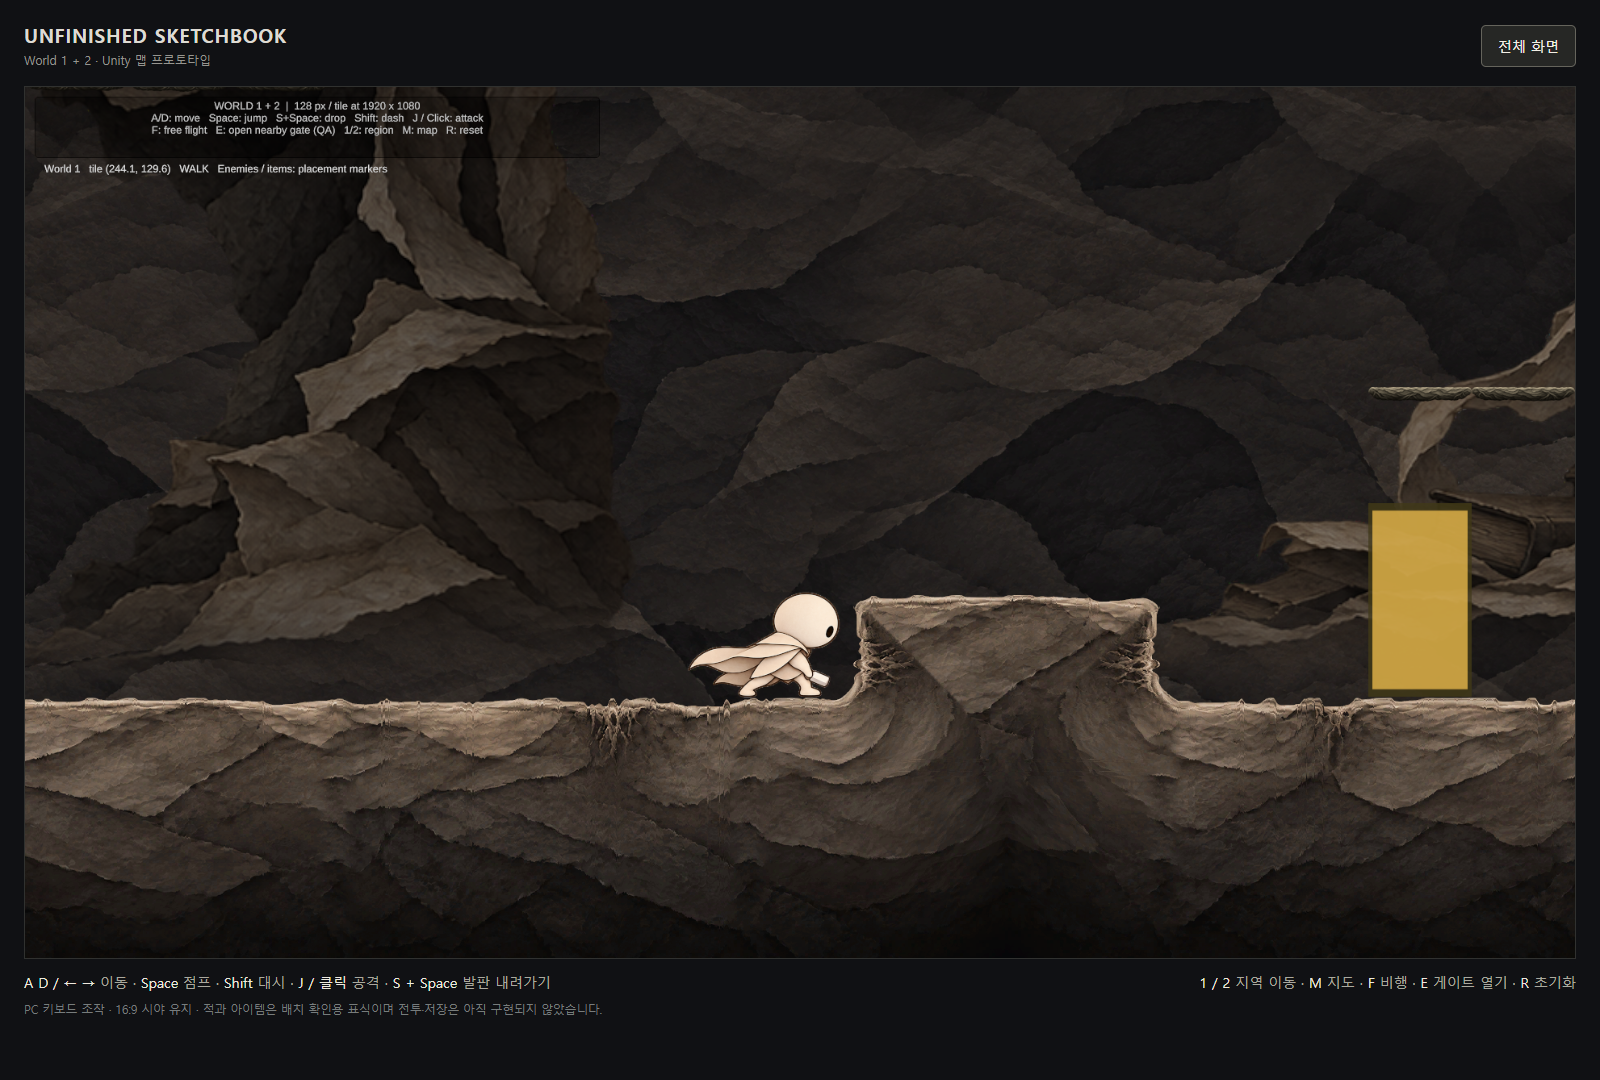 UNFINISHED SKETCHBOOK
World 1 + 2 · Unity 맵 프로토타입
전체 화면
WORLD 1 + 2 | 128 px / tile at 1920 x 1080
A/D: move Space: jump S+Space: drop Shift: dash J / Click: attack
F: free flight E: open nearby gate (QA) 1/2: region M: map R: reset
World 1 tile (244.1, 129.6) WALK Enemies / items: placement markers
A D / ← → 이동 · Space 점프 · Shift 대시 · J / 클릭 공격 · S + Space 발판 내려가기
1 / 2 지역 이동 · M 지도 · F 비행 · E 게이트 열기 · R 초기화
PC 키보드 조작 · 16:9 시야 유지 · 적과 아이템은 배치 확인용 표식이며 전투·저장은 아직 구현되지 않았습니다.